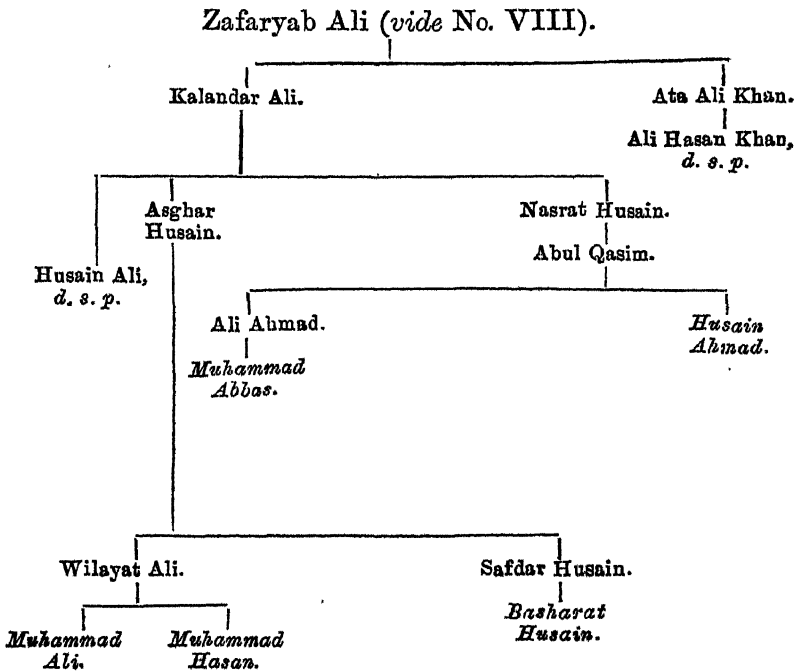 Zafaryab Ali (vide No. VIII).
Kalandar Ali.
Ata Ali Khan.
Ali Hasan Khan,
d. s. p.
Asghar
Husain.
Nasrat Husain.
Abul Qasim.
Husain Ali,
d. s. p.
Ali Ahmad.
Husain
Ahmad.
Muhammad
Abbas.
Wilayat Ali.
Safdar Husain.
Muhammad
Ali.
Muhammad
Hasan.
Basharat
Husain.